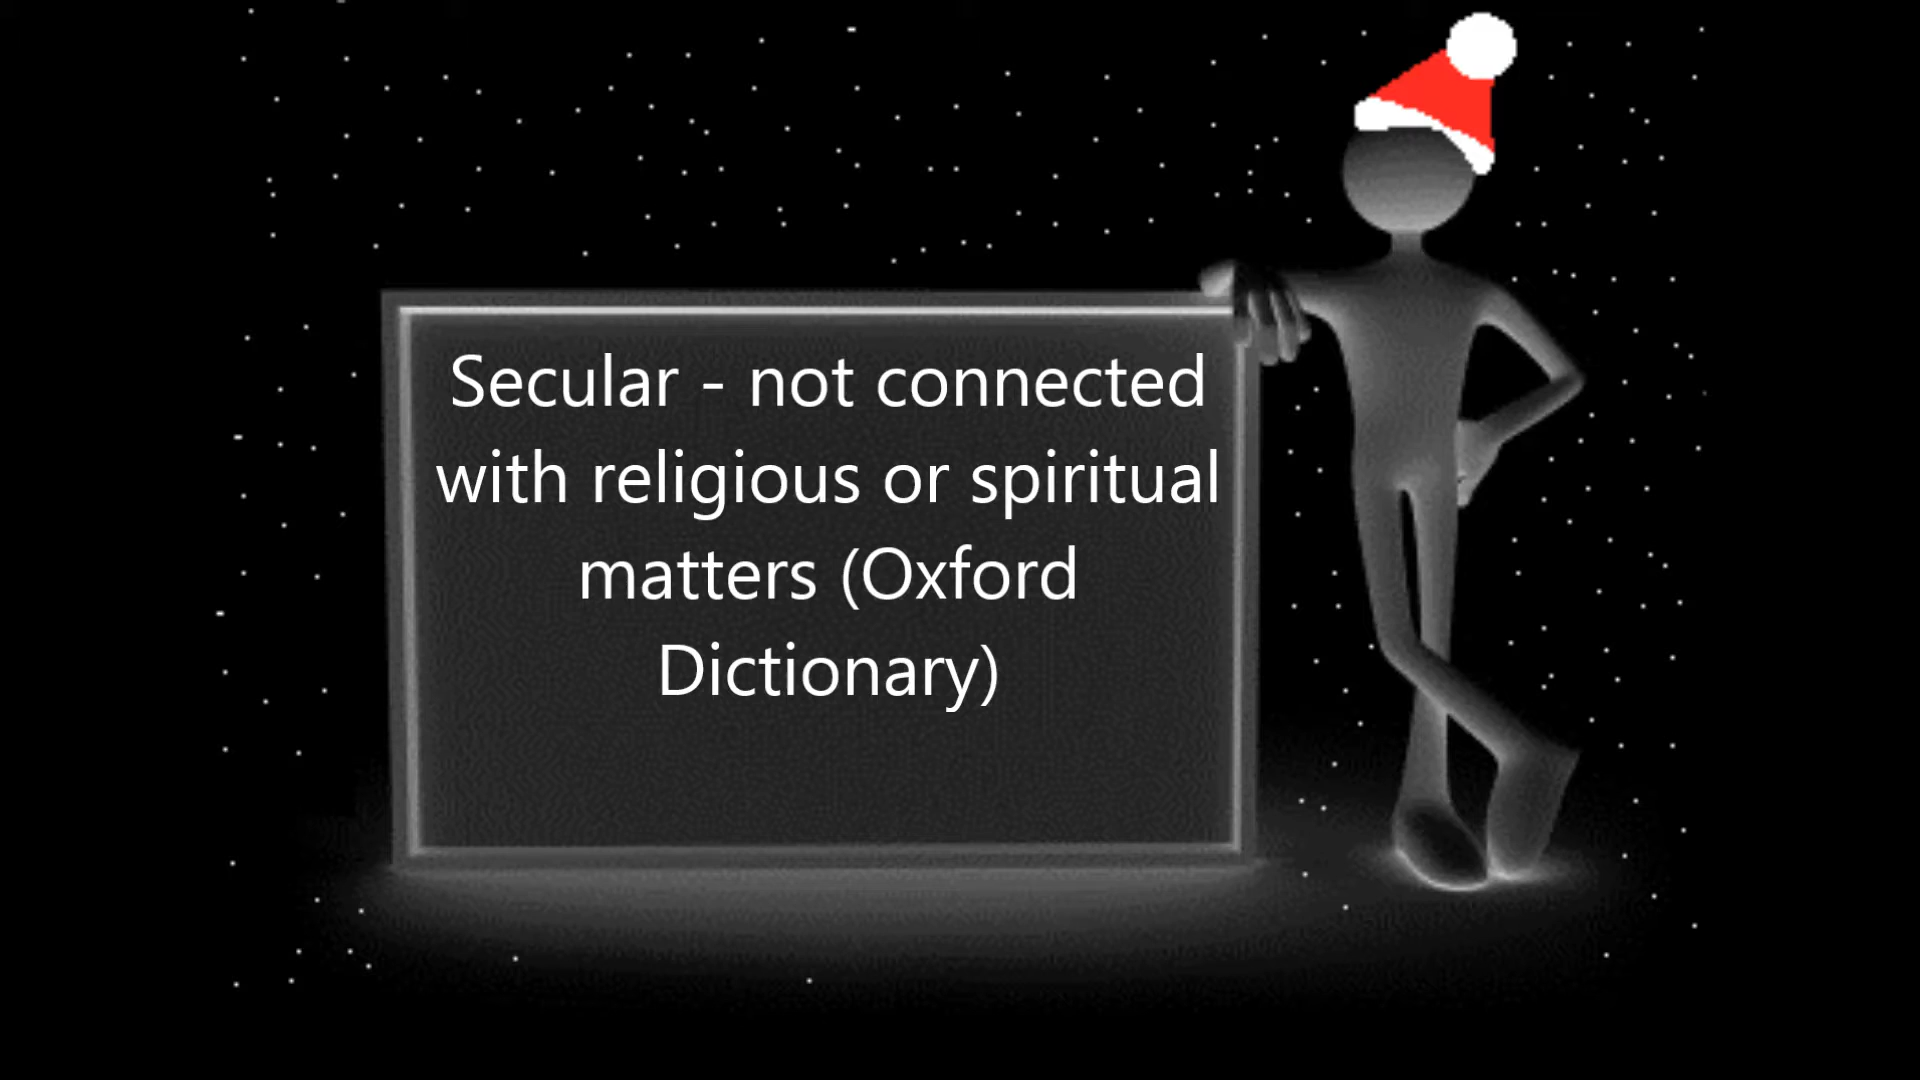 Secular - not connected
with religious or spiritual
matters (Oxford
Dictionary)